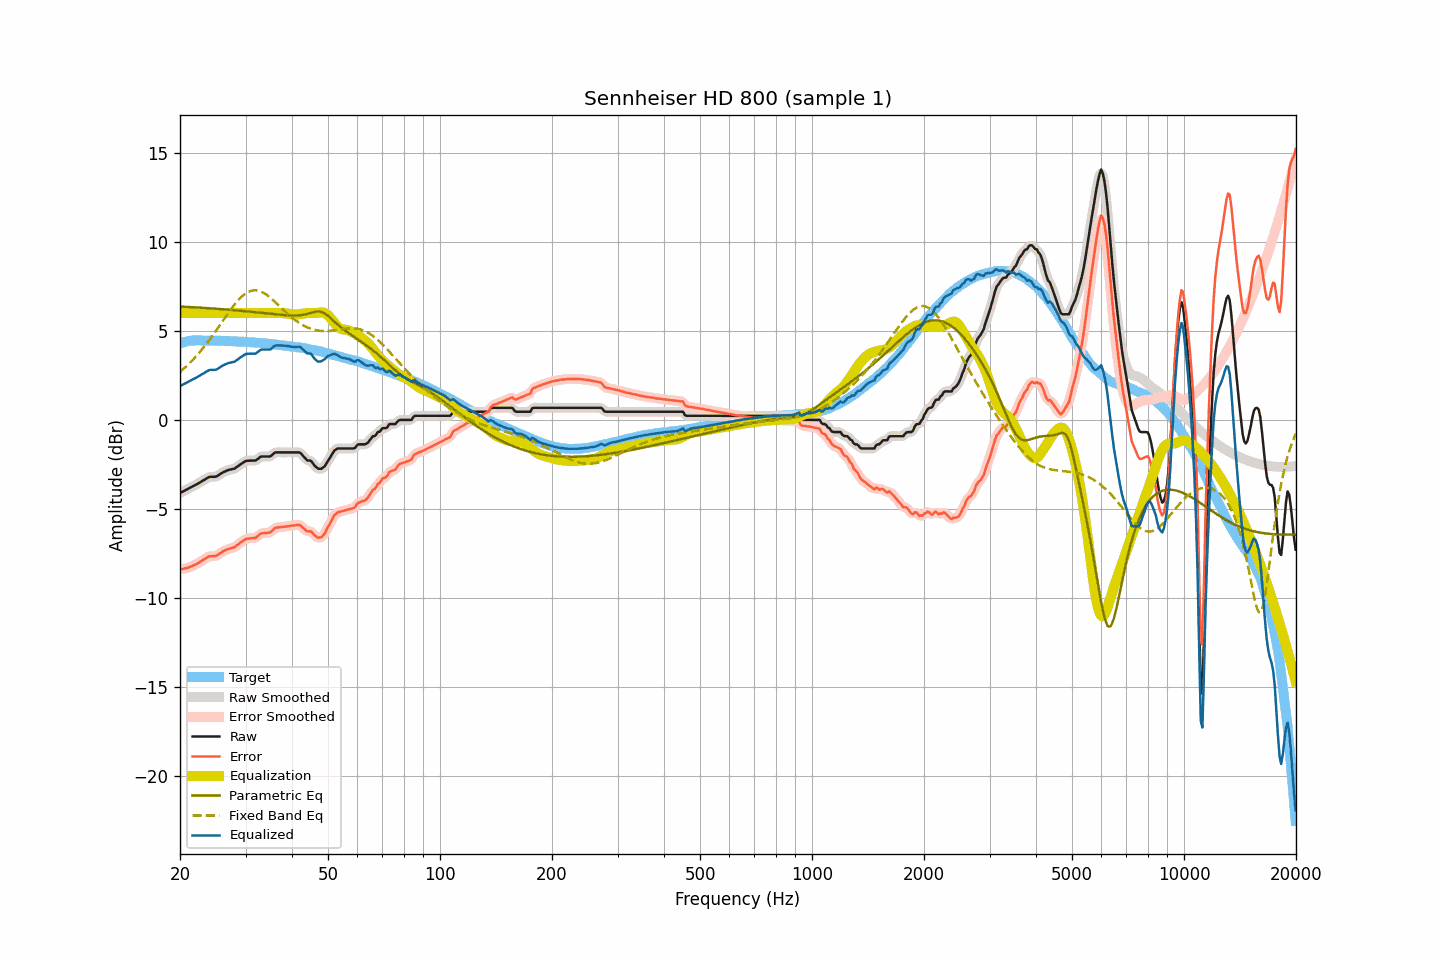 Sennheiser HD 800 (sample 1)
15
10
5
0
−5
−10
−15
−20
Amplitude (dBr)
Target
Raw Smoothed
Error Smoothed
Raw
Error
Equalization
Parametric Eq
Fixed Band Eq
Equalized
20 50 100 200 500 1000 2000 5000 10000 20000
Frequency (Hz)